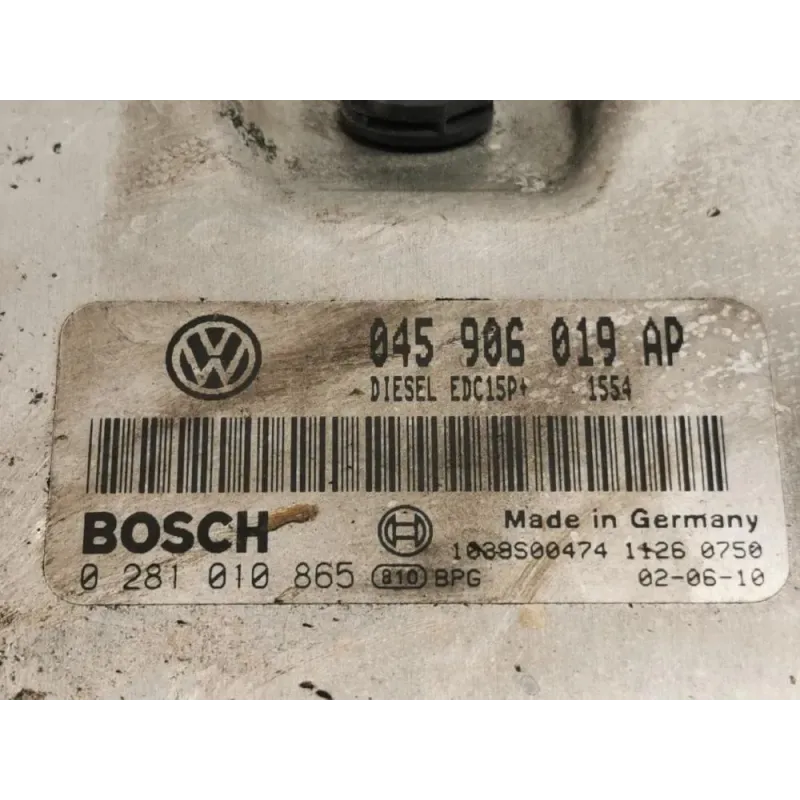 045 906 019 AP
DIESEL EDC15P+ 1554
BOSCH
Made in Germany
1039S00474 1126 0750
0 281 010 865 810 BPG 02-06-10